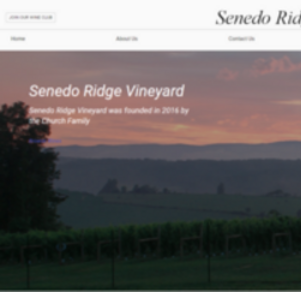 JOIN OUR WINE CLUB
Senedo Rid
Home
About Us
Contact Us
Senedo Ridge Vineyard
Senedo Ridge Vineyard was founded in 2016 by
the Church Family